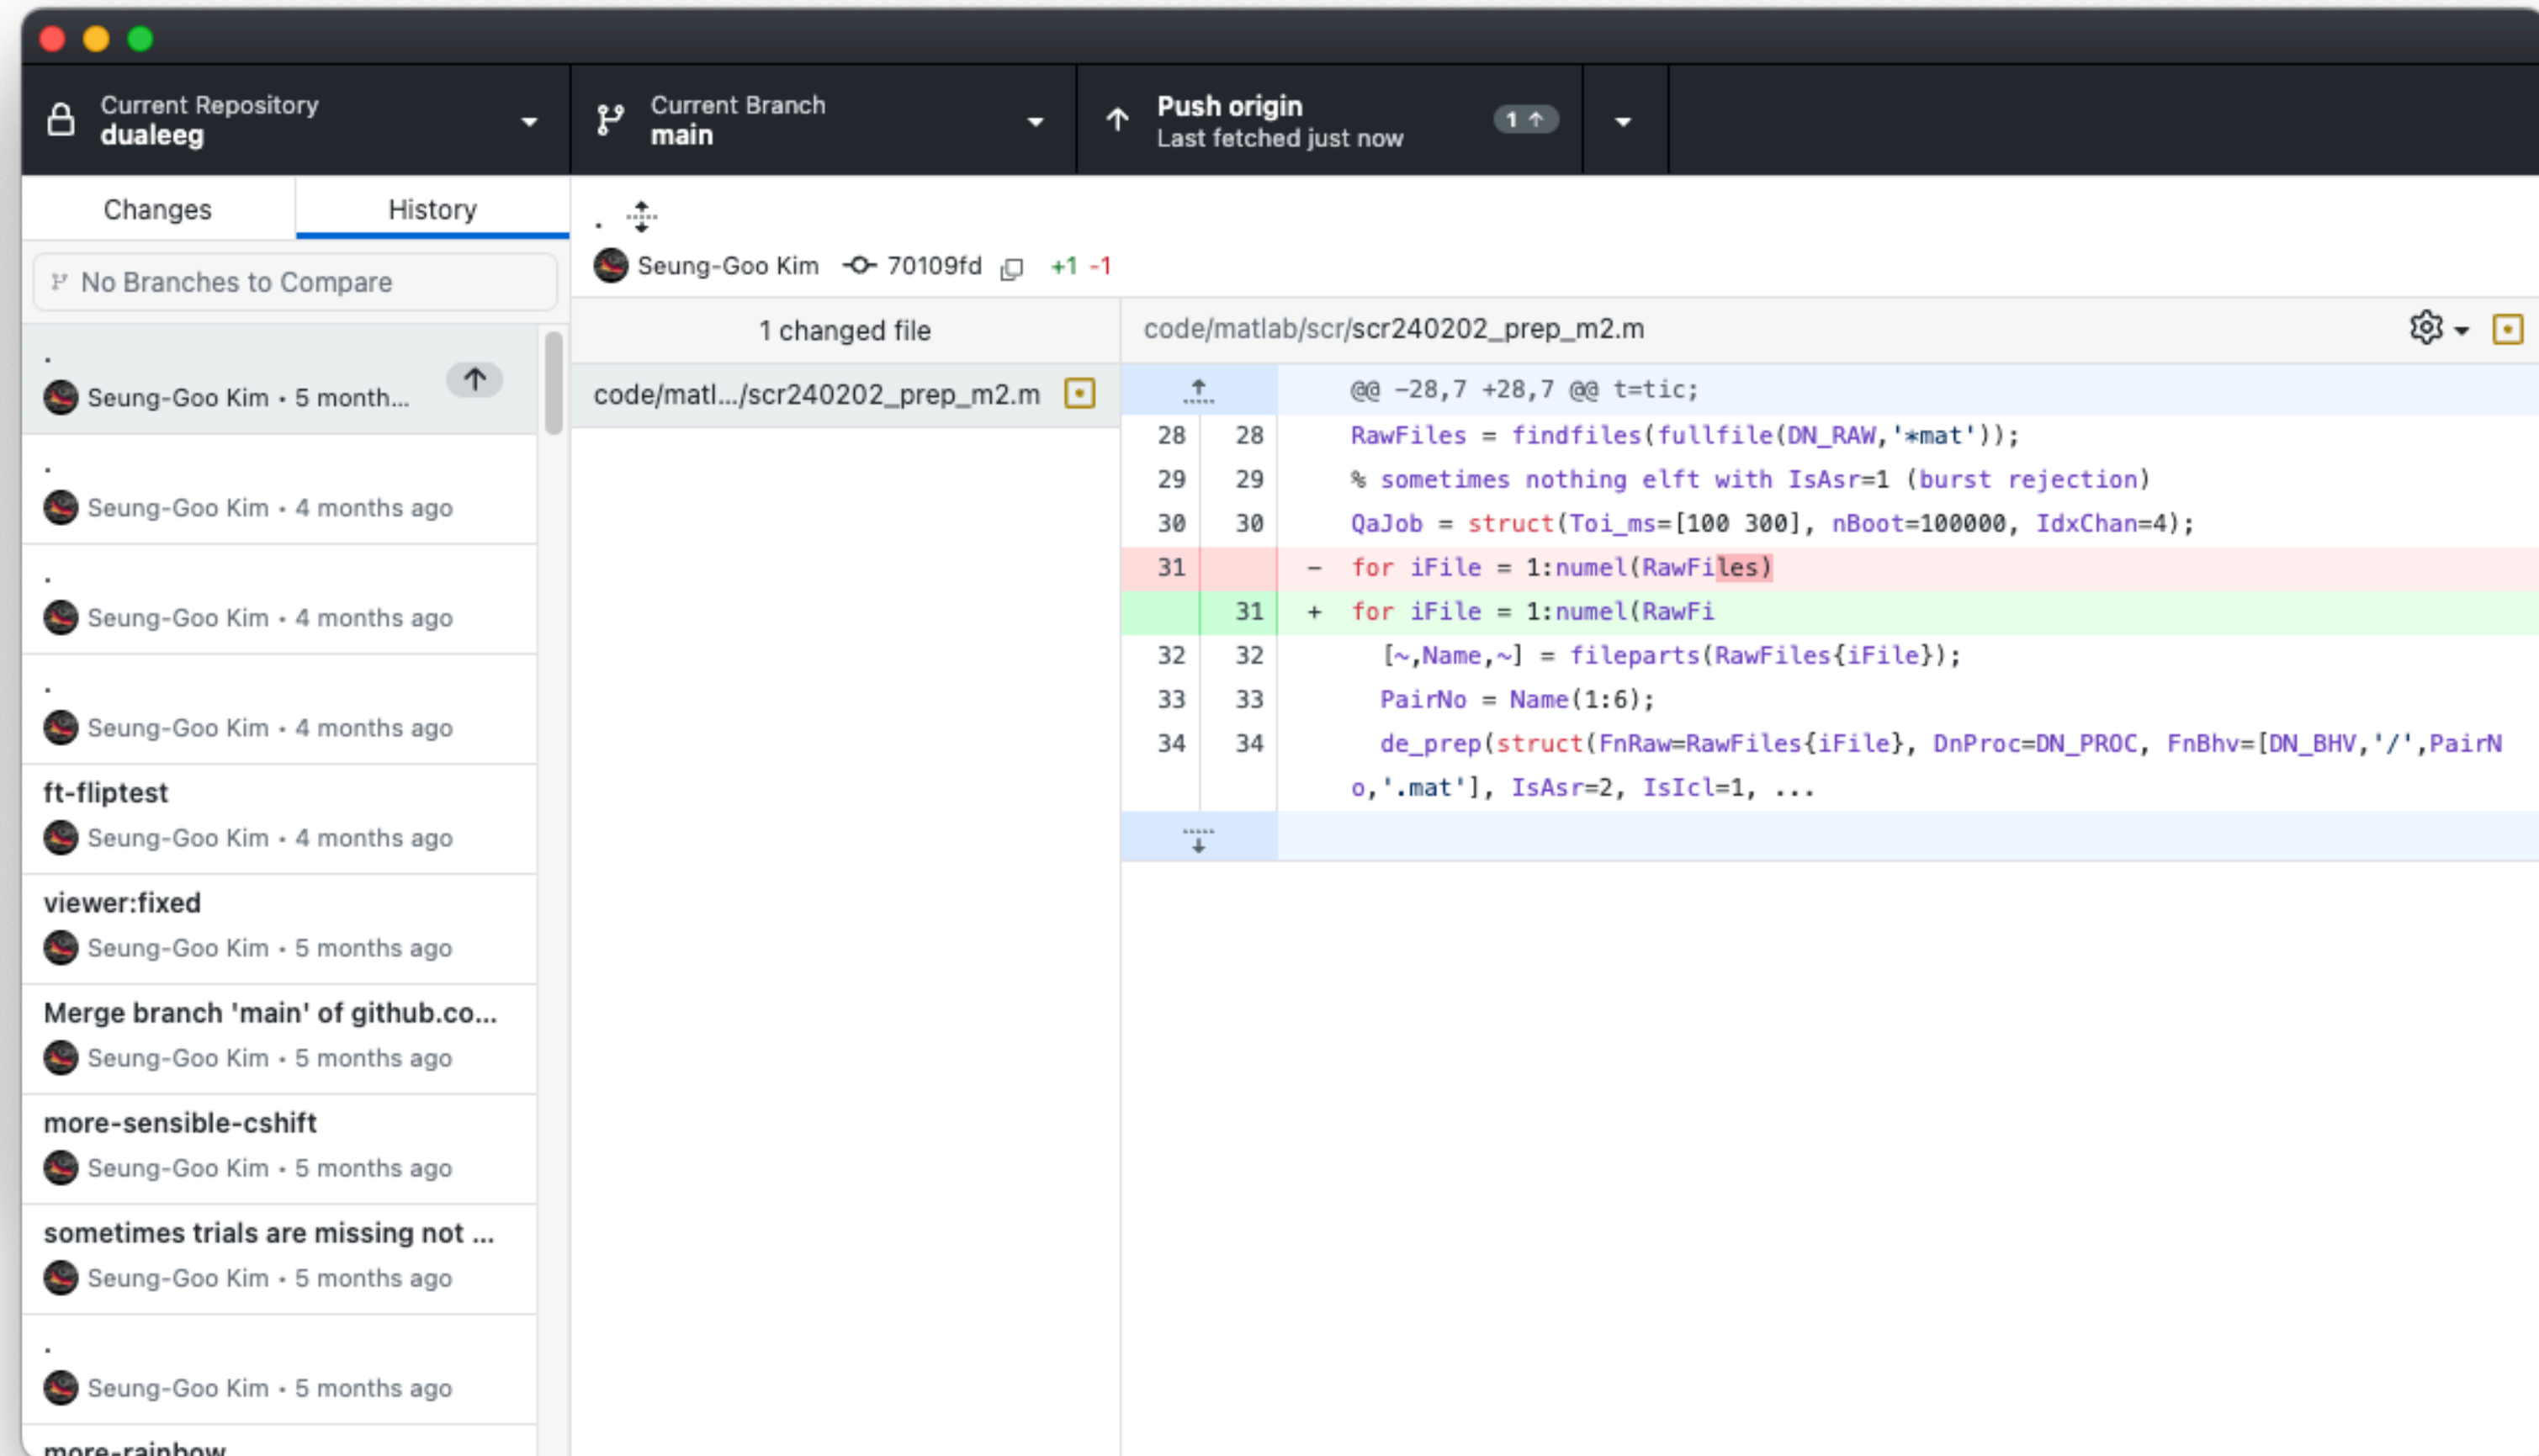 Current Repository
dualeeg
Current Branch
main
Push origin
Last fetched just now
1
Changes
History
No Branches to Compare
.
Seung-Goo Kim • 5 month...
.
Seung-Goo Kim • 4 months ago
.
Seung-Goo Kim • 4 months ago
.
Seung-Goo Kim • 4 months ago
ft-fliptest
Seung-Goo Kim • 4 months ago
viewer:fixed
Seung-Goo Kim • 5 months ago
Merge branch 'main' of github.co...
Seung-Goo Kim • 5 months ago
more-sensible-cshift
Seung-Goo Kim • 5 months ago
sometimes trials are missing not ...
Seung-Goo Kim • 5 months ago
.
Seung-Goo Kim • 5 months ago
more-rainbow
.
Seung-Goo Kim 70109fd +1 -1
1 changed file
code/matl.../scr240202_prep_m2.m
code/matlab/scr/scr240202_prep_m2.m
@@ -28,7 +28,7 @@ t=tic;
28 28 RawFiles = findfiles(fullfile(DN_RAW,'*mat'));
29 29 % sometimes nothing elft with IsAsr=1 (burst rejection)
30 30 QaJob = struct(Toi_ms=[100 300], nBoot=100000, IdxChan=4);
31 - for iFile = 1:numel(RawFiles)
31 + for iFile = 1:numel(RawFi
32 32 [~,Name,~] = fileparts(RawFiles{iFile});
33 33 PairNo = Name(1:6);
34 34 de_prep(struct(FnRaw=RawFiles{iFile}, DnProc=DN_PROC, FnBhv=[DN_BHV,'/',PairN
o,'.mat'], IsAsr=2, IsIcl=1, ...